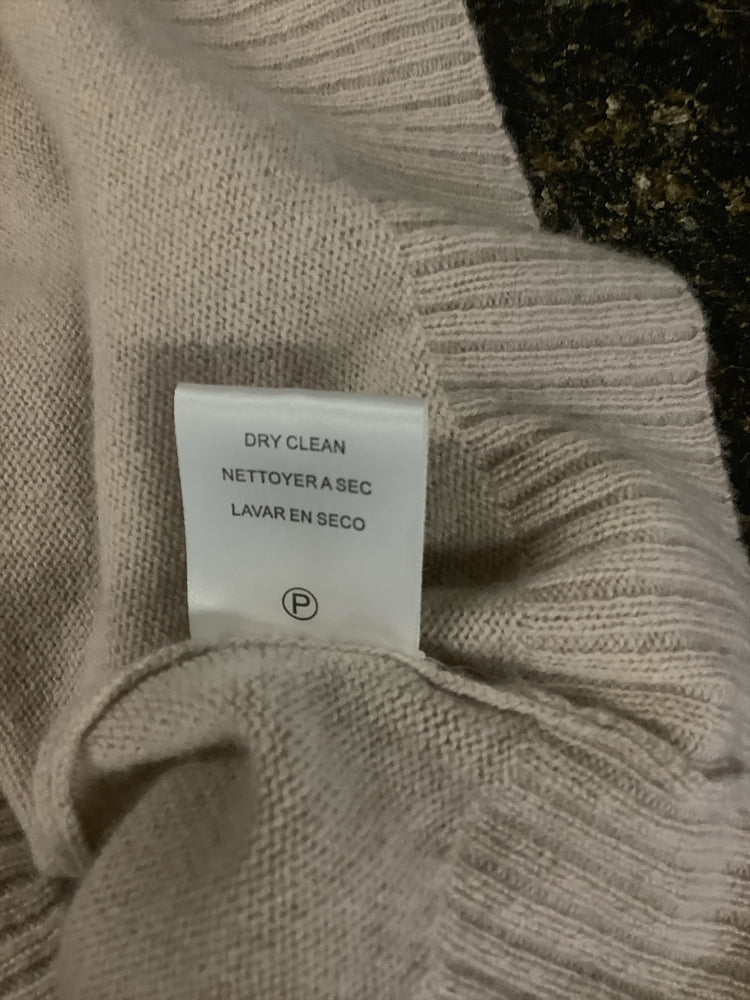 DRY CLEAN
NETTOYER A SEC
LAVAR EN SECO
P